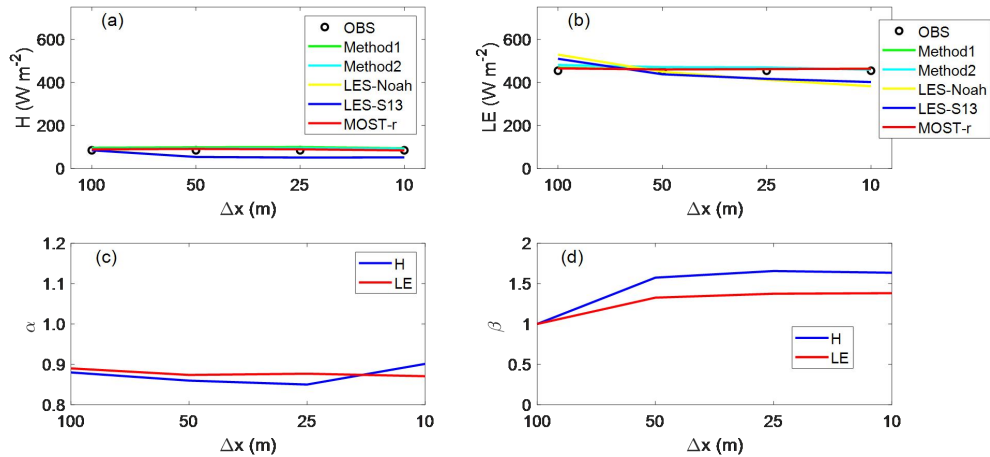 (a)
600
400
200
0
H (W m-2)
100
50
25
10
Δx (m)
OBS
Method1
Method2
LES-Noah
LES-S13
MOST-r
(b)
600
400
200
0
LE (W m-2)
100
50
25
10
Δx (m)
OBS
Method1
Method2
LES-Noah
LES-S13
MOST-r
(c)
1.2
1.1
1.0
0.9
0.8
α
100
50
25
10
Δx (m)
H
LE
(d)
2
1.5
1
0.5
0
β
100
50
25
10
Δx (m)
H
LE